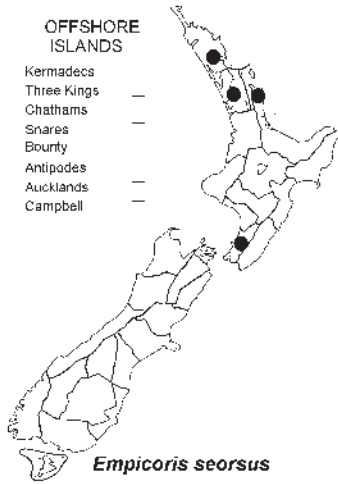 OFFSHORE
ISLANDS
Kermadecs
Three Kings —
Chathams —
Snares
Bounty
Antipodes
Aucklands —
Campbell —
Empicoris seorsus